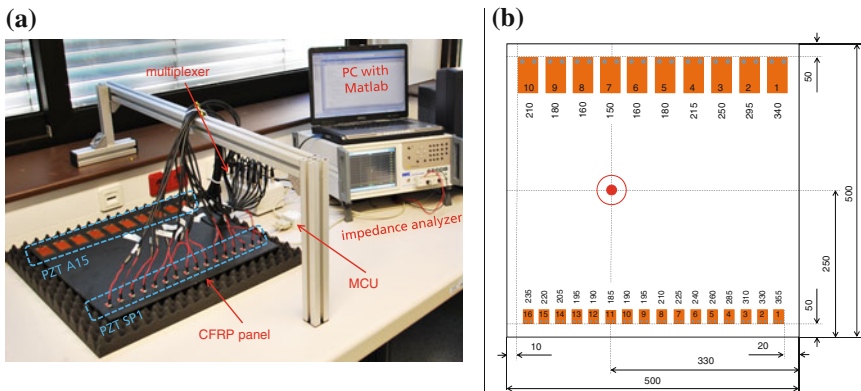 (a)
multiplexer
PC with
Matlab
PZT A15
PZT SP1
impedance analyzer
MCU
CFRP panel
(b)
10 9 8 7 6 5 4 3 2 1
210 180 160 150 160 180 215 250 295 340
50
500
250
50
235 220 205 195 190 185 190 195 210 225 240 260 285 310 330 355
16 15 14 13 12 11 10 9 8 7 6 5 4 3 2 1
10
20
330
500